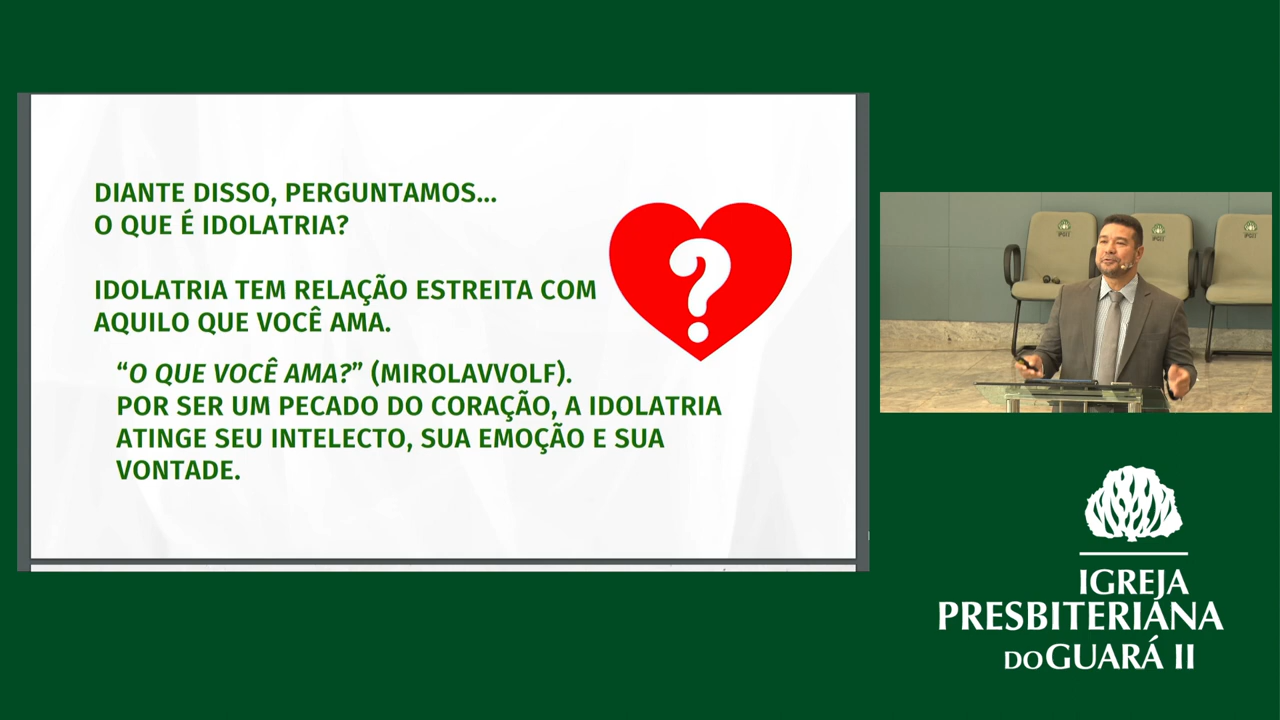 DIANTE DISSO, PERGUNTAMOS...
O QUE É IDOLATRIA?
IDOLATRIA TEM RELAÇÃO ESTREITA COM
AQUILO QUE VOCÊ AMA.
“O QUE VOCÊ AMA?” (MIROLAVVOLF).
POR SER UM PECADO DO CORAÇÃO, A IDOLATRIA
ATINGE SEU INTELECTO, SUA EMOÇÃO E SUA
VONTADE.
?
IGREJA
PRESBITERIANA
DO GUARÁ II